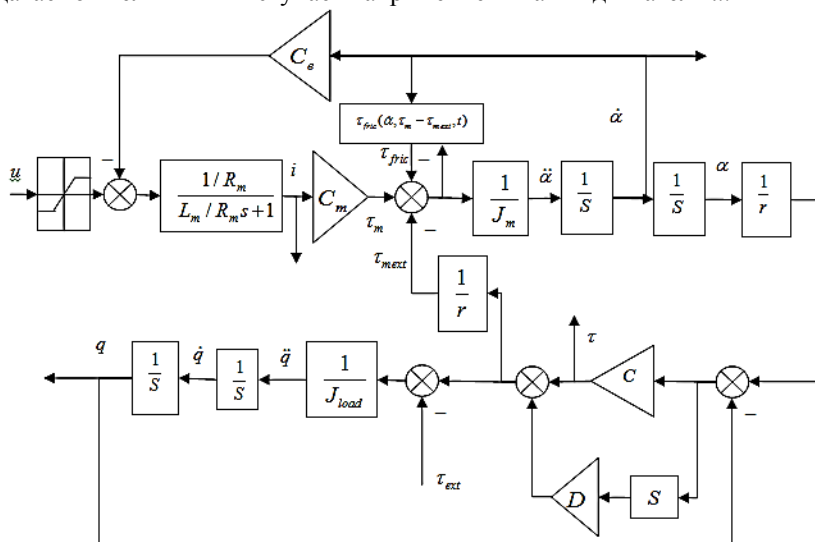 C_e
α̇
τ_fric(α̇, τ_m − τ_mext, t)
τ_fric
−
−
u
−
1/R_m
L_m/R_m s+1
i
C_m
τ_m
−
1
J_m
α̈
1
S
1
S
α
1
r
τ_mext
1
r
q
1
S
q̇
1
S
q̈
1
J_load
−
τ
C
−
τ_ext
D
S